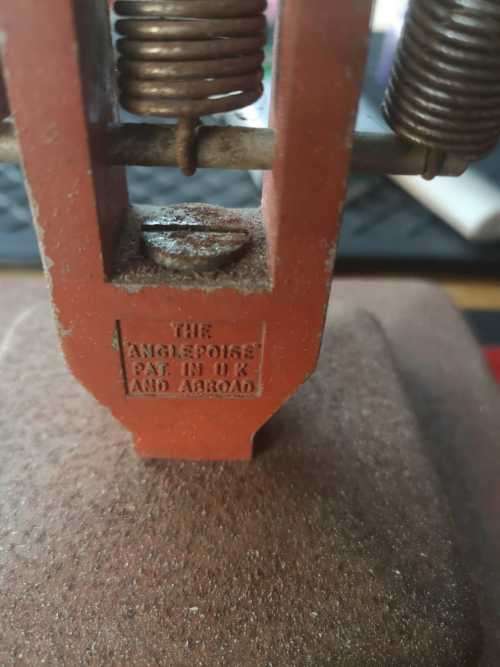 THE
"ANGLEPOISE"
PAT. IN U K
AND ABROAD